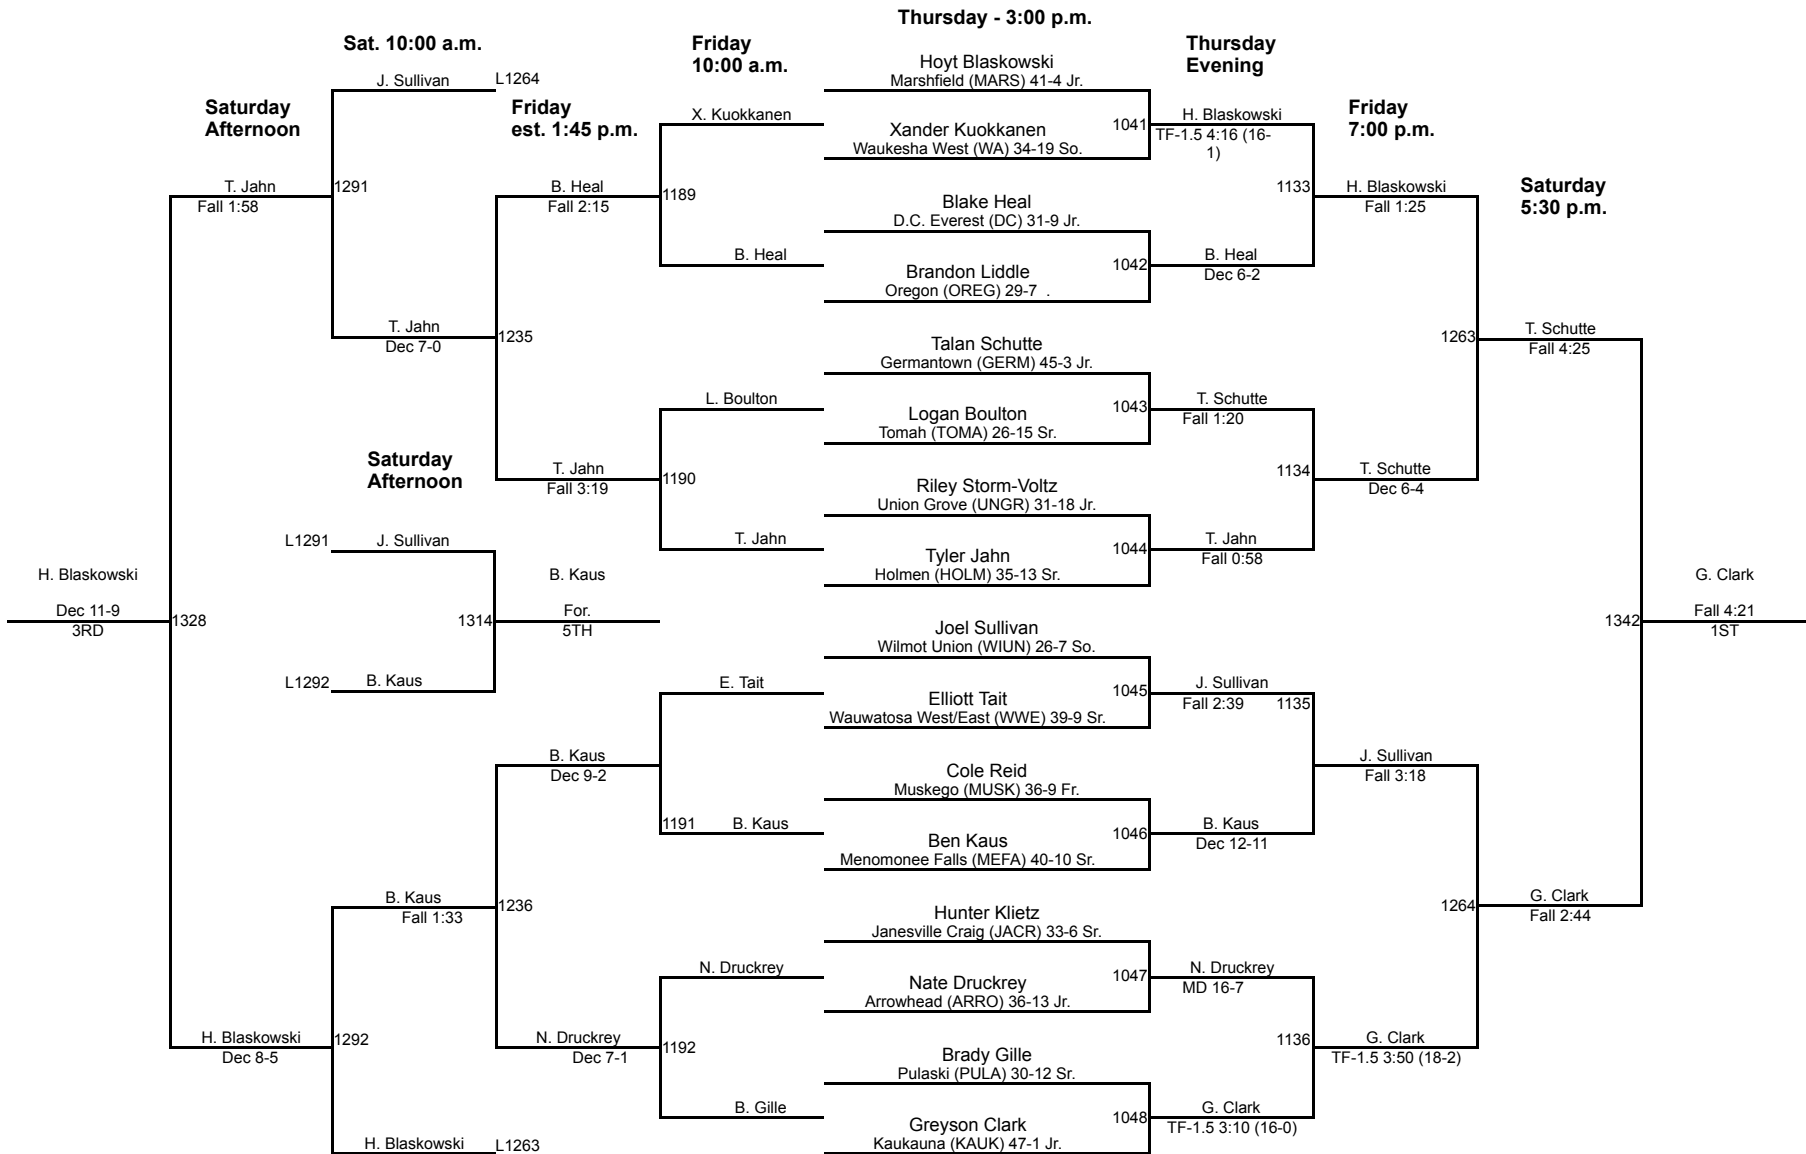 Thursday - 3:00 p.m.
Sat. 10:00 a.m.
Friday
10:00 a.m.
Thursday
Evening
Saturday
Afternoon
Friday
est. 1:45 p.m.
Friday
7:00 p.m.
Saturday
5:30 p.m.
Saturday
Afternoon
Hoyt Blaskowski
Marshfield (MARS) 41-4 Jr.
1041
Xander Kuokkanen
Waukesha West (WA) 34-19 So.
Blake Heal
D.C. Everest (DC) 31-9 Jr.
1042
Brandon Liddle
Oregon (OREG) 29-7 .
Talan Schutte
Germantown (GERM) 45-3 Jr.
1043
Logan Boulton
Tomah (TOMA) 26-15 Sr.
Riley Storm-Voltz
Union Grove (UNGR) 31-18 Jr.
1044
Tyler Jahn
Holmen (HOLM) 35-13 Sr.
Joel Sullivan
Wilmot Union (WIUN) 26-7 So.
1045
Elliott Tait
Wauwatosa West/East (WWE) 39-9 Sr.
Cole Reid
Muskego (MUSK) 36-9 Fr.
1046
Ben Kaus
Menomonee Falls (MEFA) 40-10 Sr.
Hunter Klietz
Janesville Craig (JACR) 33-6 Sr.
1047
Nate Druckrey
Arrowhead (ARRO) 36-13 Jr.
Brady Gille
Pulaski (PULA) 30-12 Sr.
1048
Greyson Clark
Kaukauna (KAUK) 47-1 Jr.
H. Blaskowski
TF-1.5 4:16 (16-
1)
1133
B. Heal
Dec 6-2
T. Schutte
Fall 1:20
1134
T. Jahn
Fall 0:58
J. Sullivan
Fall 2:39
1135
B. Kaus
Dec 12-11
N. Druckrey
MD 16-7
1136
G. Clark
TF-1.5 3:10 (16-0)
H. Blaskowski
Fall 1:25
1263
T. Schutte
Dec 6-4
J. Sullivan
Fall 3:18
1264
G. Clark
TF-1.5 3:50 (18-2)
T. Schutte
Fall 4:25
1342
G. Clark
Fall 2:44
G. Clark
Fall 4:21
1ST
X. Kuokkanen
1189
B. Heal
L. Boulton
1190
T. Jahn
E. Tait
1191
B. Kaus
N. Druckrey
1192
B. Gille
B. Heal
Fall 2:15
1235
T. Jahn
Fall 3:19
B. Kaus
Dec 9-2
1236
N. Druckrey
Dec 7-1
J. Sullivan
L1264
1291
T. Jahn
Dec 7-0
B. Kaus
Fall 1:33
1292
H. Blaskowski
L1263
T. Jahn
Fall 1:58
1328
H. Blaskowski
Dec 8-5
H. Blaskowski
Dec 11-9
3RD
L1291
J. Sullivan
1314
L1292
B. Kaus
B. Kaus
For.
5TH